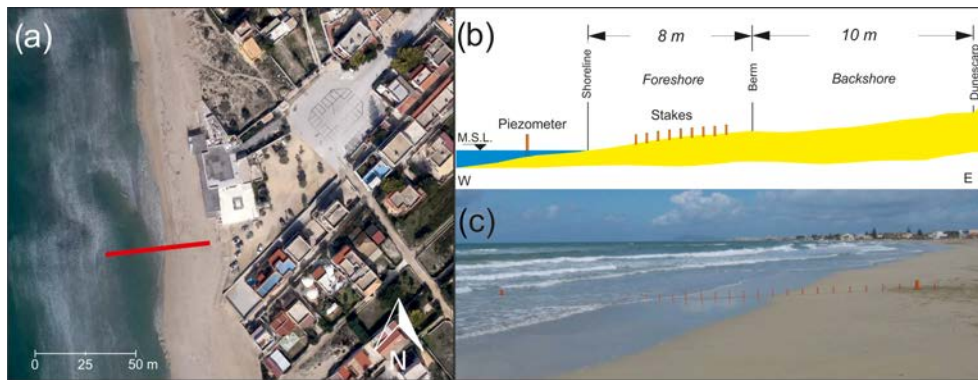 (a)
0 25 50 m
N
(b)
8 m
10 m
Shoreline
Foreshore
Berm
Backshore
Dunescarp
Stakes
Piezometer
M.S.L.
W
E
(c)